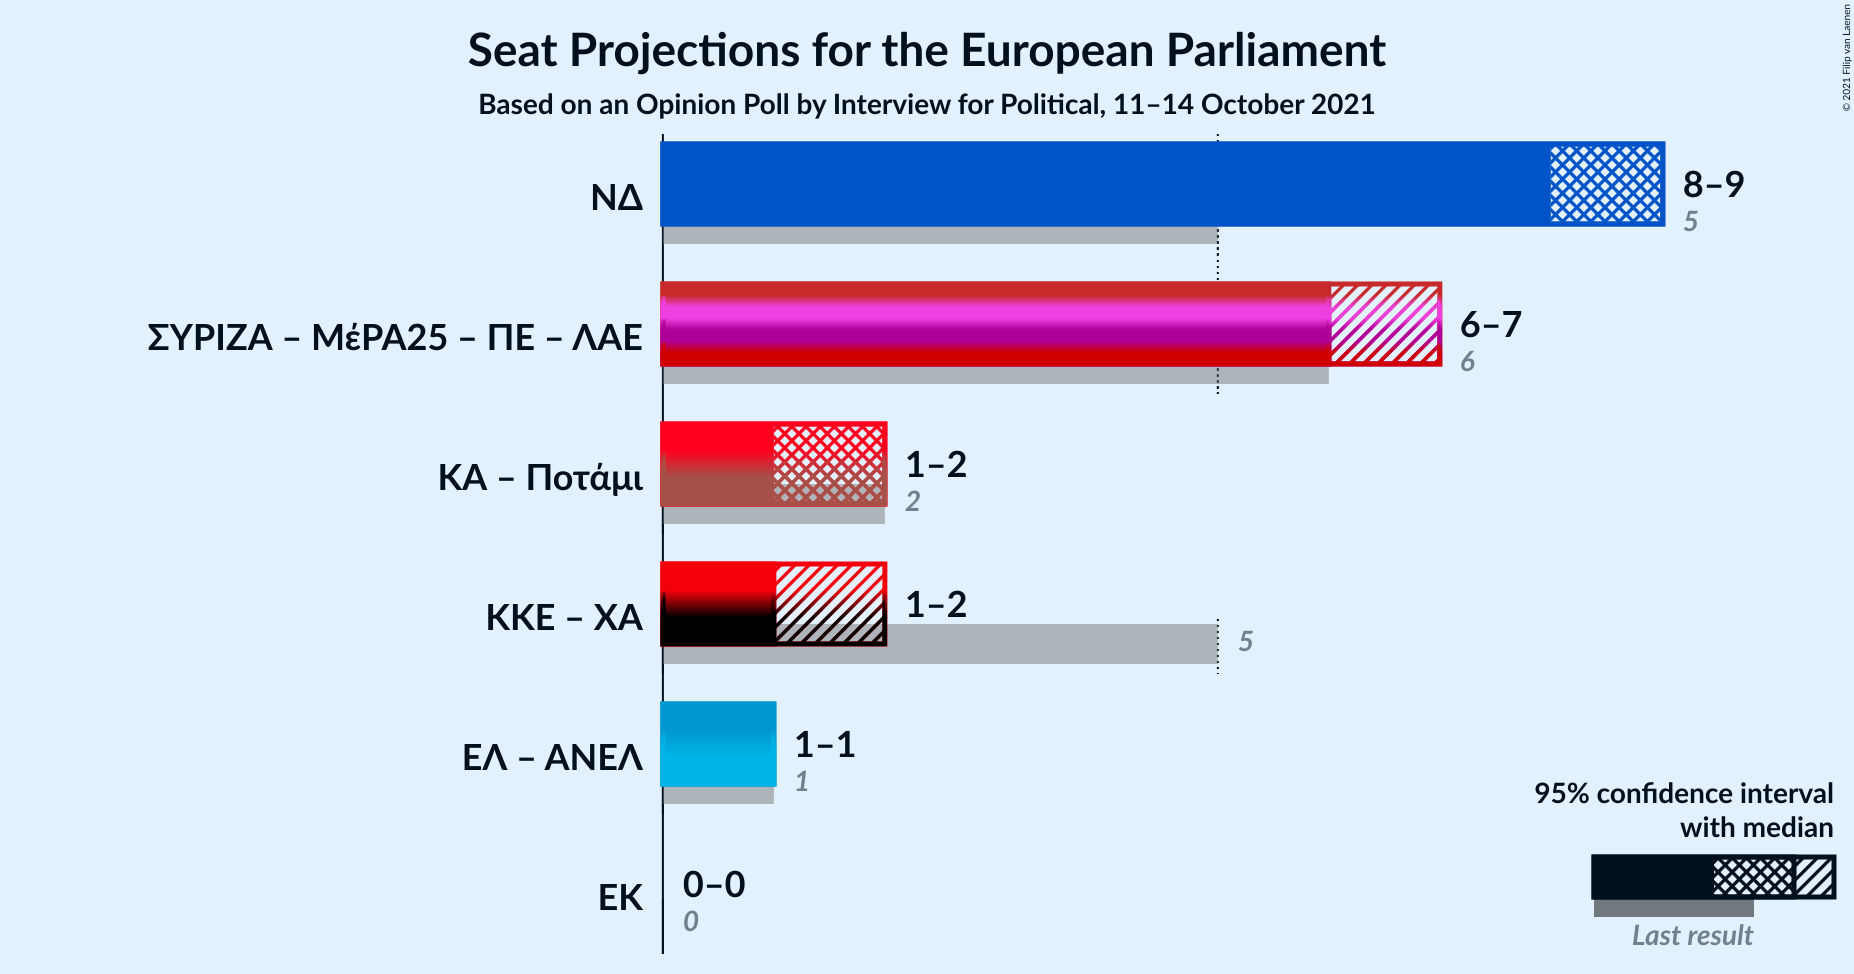 Seat Projections for the European Parliament
Based on an Opinion Poll by Interview for Political, 11–14 October 2021
© 2021 Filip van Laenen
ΝΔ
8–9
5
ΣΥΡΙΖΑ – ΜέΡΑ25 – ΠΕ – ΛΑΕ
6–7
6
ΚΑ – Ποτάμι
1–2
2
ΚΚΕ – ΧΑ
1–2
5
ΕΛ – ΑΝΕΛ
1–1
1
ΕΚ
0–0
0
95% confidence interval
with median
Last result